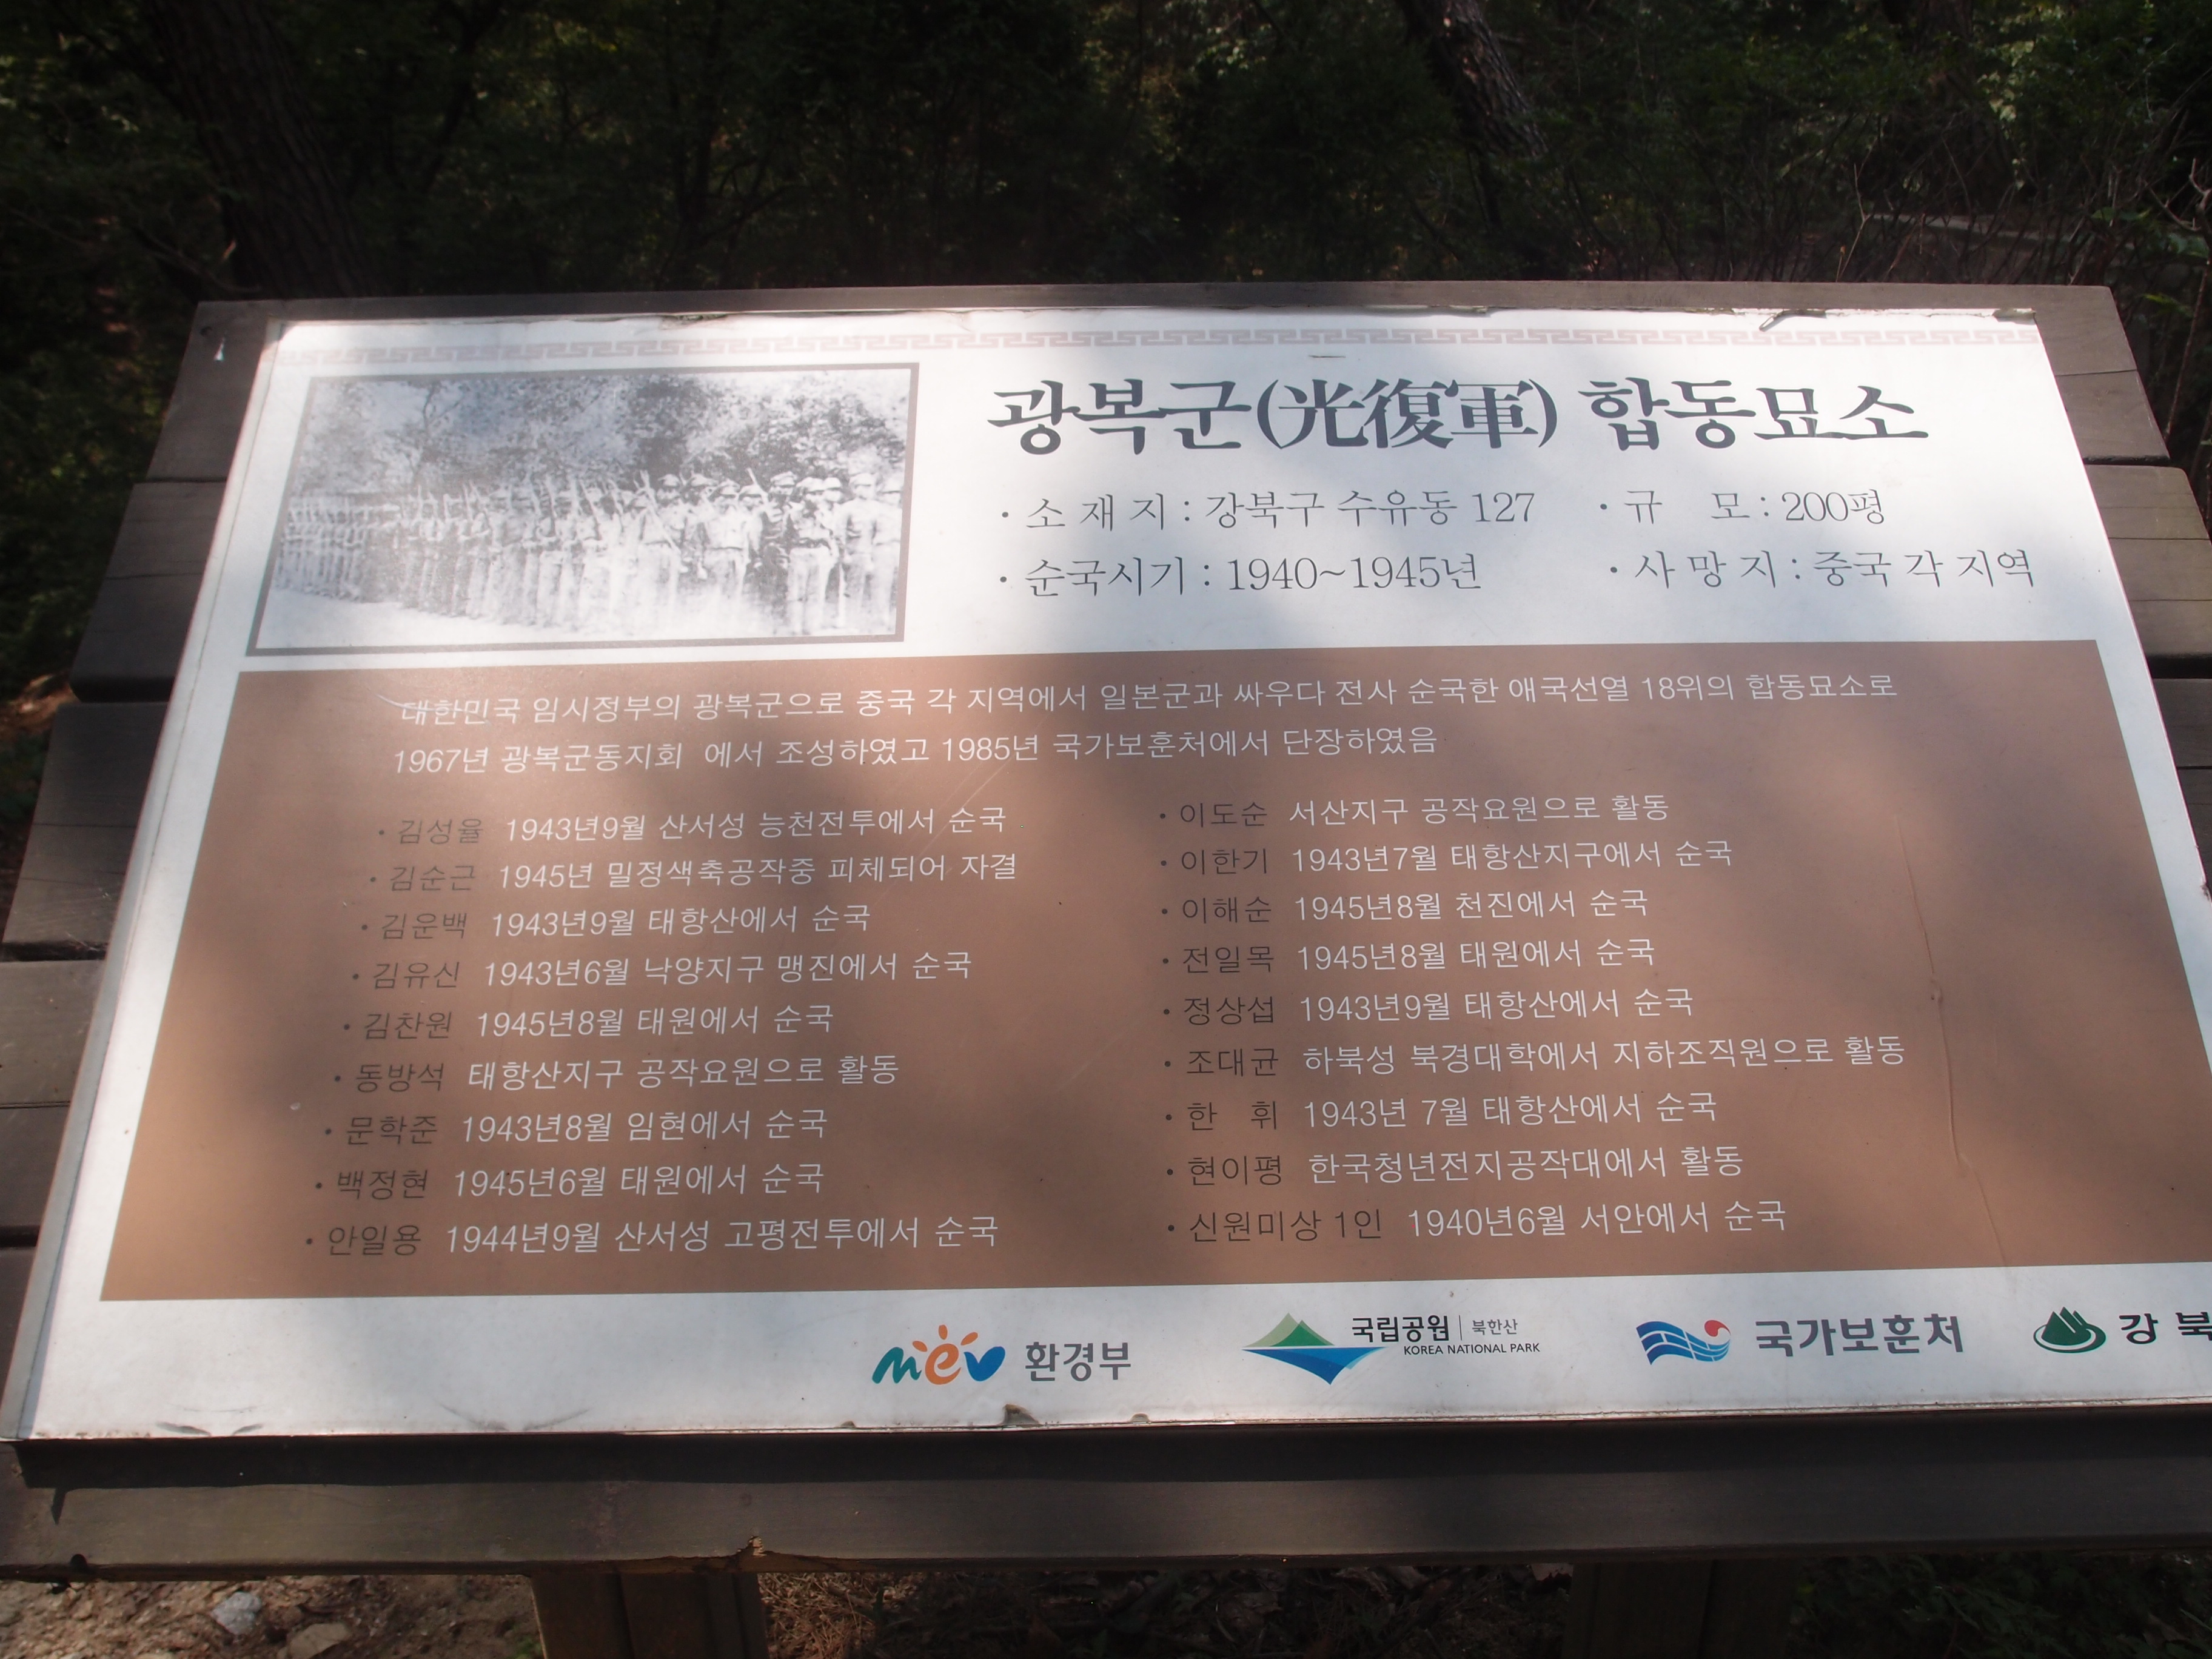 광복군(光復軍) 합동묘소
· 소 재 지 : 강북구 수유동 127 · 규 모 : 200평
· 순국시기 : 1940~1945년 · 사 망 지 : 중국 각 지역
대한민국 임시정부의 광복군으로 중국 각 지역에서 일본군과 싸우다 전사 순국한 애국선열 18위의 합동묘소로
1967년 광복군동지회 에서 조성하였고 1985년 국가보훈처에서 단장하였음
· 김성율 1943년9월 산서성 능천전투에서 순국
· 김순근 1945년 밀정색축공작중 피체되어 자결
· 김운백 1943년9월 태항산에서 순국
· 김유신 1943년6월 낙양지구 맹진에서 순국
· 김찬원 1945년8월 태원에서 순국
· 동방석 태항산지구 공작요원으로 활동
· 문학준 1943년8월 임현에서 순국
· 백정현 1945년6월 태원에서 순국
· 안일용 1944년9월 산서성 고평전투에서 순국
· 이도순 서산지구 공작요원으로 활동
· 이한기 1943년7월 태항산지구에서 순국
· 이해순 1945년8월 천진에서 순국
· 전일목 1945년8월 태원에서 순국
· 정상섭 1943년9월 태항산에서 순국
· 조대균 하북성 북경대학에서 지하조직원으로 활동
· 한 휘 1943년 7월 태항산에서 순국
· 현이평 한국청년전지공작대에서 활동
· 신원미상 1인 1940년6월 서안에서 순국
mev 환경부
국립공원 | 북한산
KOREA NATIONAL PARK
국가보훈처
강북